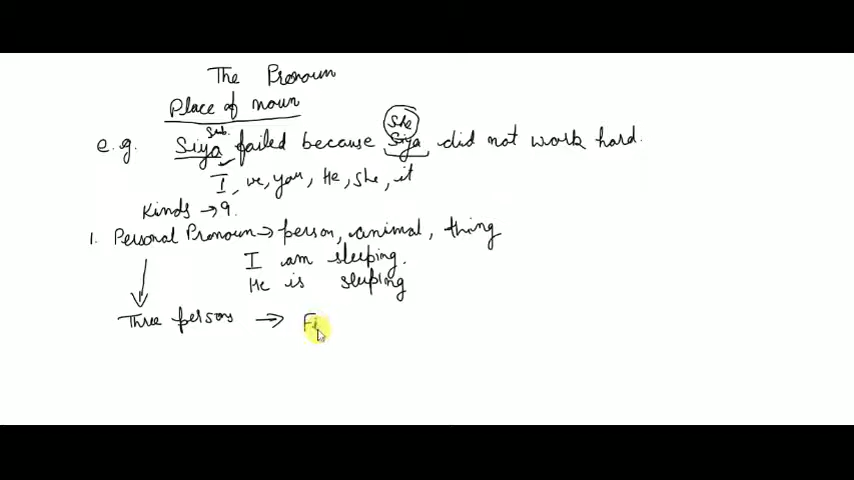 The Pronoun
Place of noun
She
Sub.
e.g. Siya failed because Siya did not work hard.
I, we, you, He, she, it
Kinds → 9.
1. Personal Pronoun → person, animal, thing
I am sleeping.
He is sleeping
Three persons → Fi